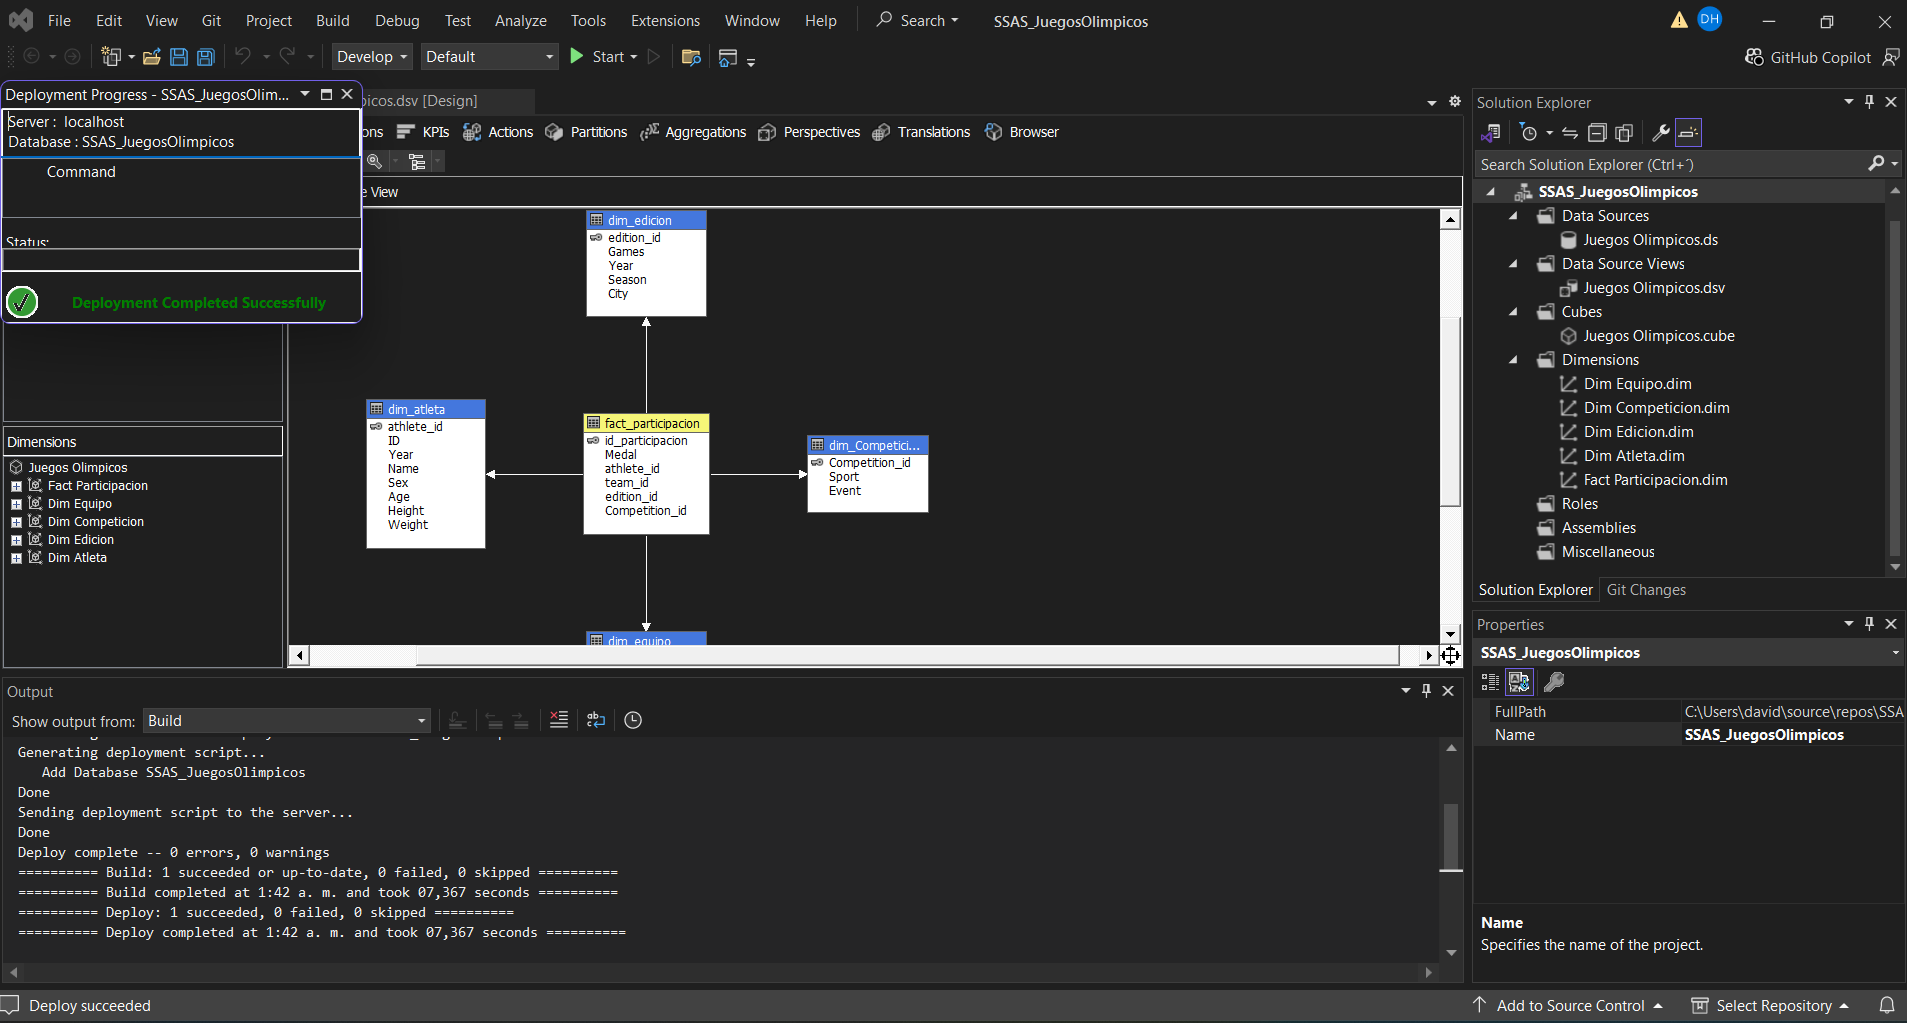 File Edit View Git Project Build Debug Test Analyze Tools Extensions Window Help Search SSAS_JuegosOlimpicos DH
Develop Default Start GitHub Copilot
Deployment Progress - SSAS_JuegosOlim...
Server : localhost
Database : SSAS_JuegosOlimpicos
Command
Status:
Deployment Completed Successfully
picos.dsv [Design]
ons KPIs Actions Partitions Aggregations Perspectives Translations Browser
e View
Dimensions
Juegos Olimpicos
Fact Participacion
Dim Equipo
Dim Competicion
Dim Edicion
Dim Atleta
dim_edicion
edition_id
Games
Year
Season
City
dim_atleta
athlete_id
ID
Year
Name
Sex
Age
Height
Weight
fact_participacion
id_participacion
Medal
athlete_id
team_id
edition_id
Competition_id
dim_Competici...
Competition_id
Sport
Event
dim_equipo
Solution Explorer
Search Solution Explorer (Ctrl+´)
SSAS_JuegosOlimpicos
Data Sources
Juegos Olimpicos.ds
Data Source Views
Juegos Olimpicos.dsv
Cubes
Juegos Olimpicos.cube
Dimensions
Dim Equipo.dim
Dim Competicion.dim
Dim Edicion.dim
Dim Atleta.dim
Fact Participacion.dim
Roles
Assemblies
Miscellaneous
Solution Explorer Git Changes
Properties
SSAS_JuegosOlimpicos
FullPath C:\Users\david\source\repos\SSA
Name SSAS_JuegosOlimpicos
Name
Specifies the name of the project.
Output
Show output from: Build
Generating deployment script...
Add Database SSAS_JuegosOlimpicos
Done
Sending deployment script to the server...
Done
Deploy complete -- 0 errors, 0 warnings
========== Build: 1 succeeded or up-to-date, 0 failed, 0 skipped ==========
========== Build completed at 1:42 a. m. and took 07,367 seconds ==========
========== Deploy: 1 succeeded, 0 failed, 0 skipped ==========
========== Deploy completed at 1:42 a. m. and took 07,367 seconds ==========
Deploy succeeded Add to Source Control Select Repository